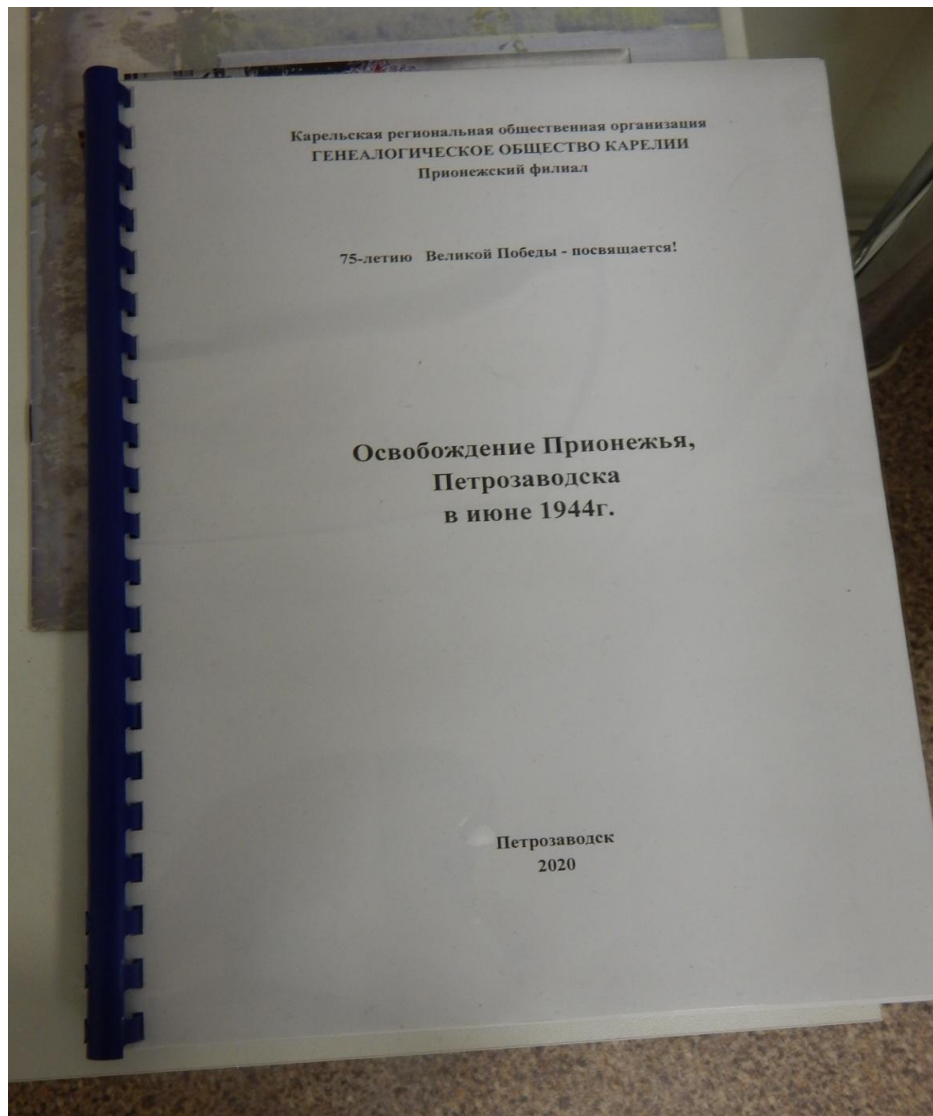 Карельская региональная общественная организация
ГЕНЕАЛОГИЧЕСКОЕ ОБЩЕСТВО КАРЕЛИИ
Прионежский филиал
75-летию Великой Победы - посвящается!
Освобождение Прионежья,
Петрозаводска
в июне 1944г.
Петрозаводск
2020